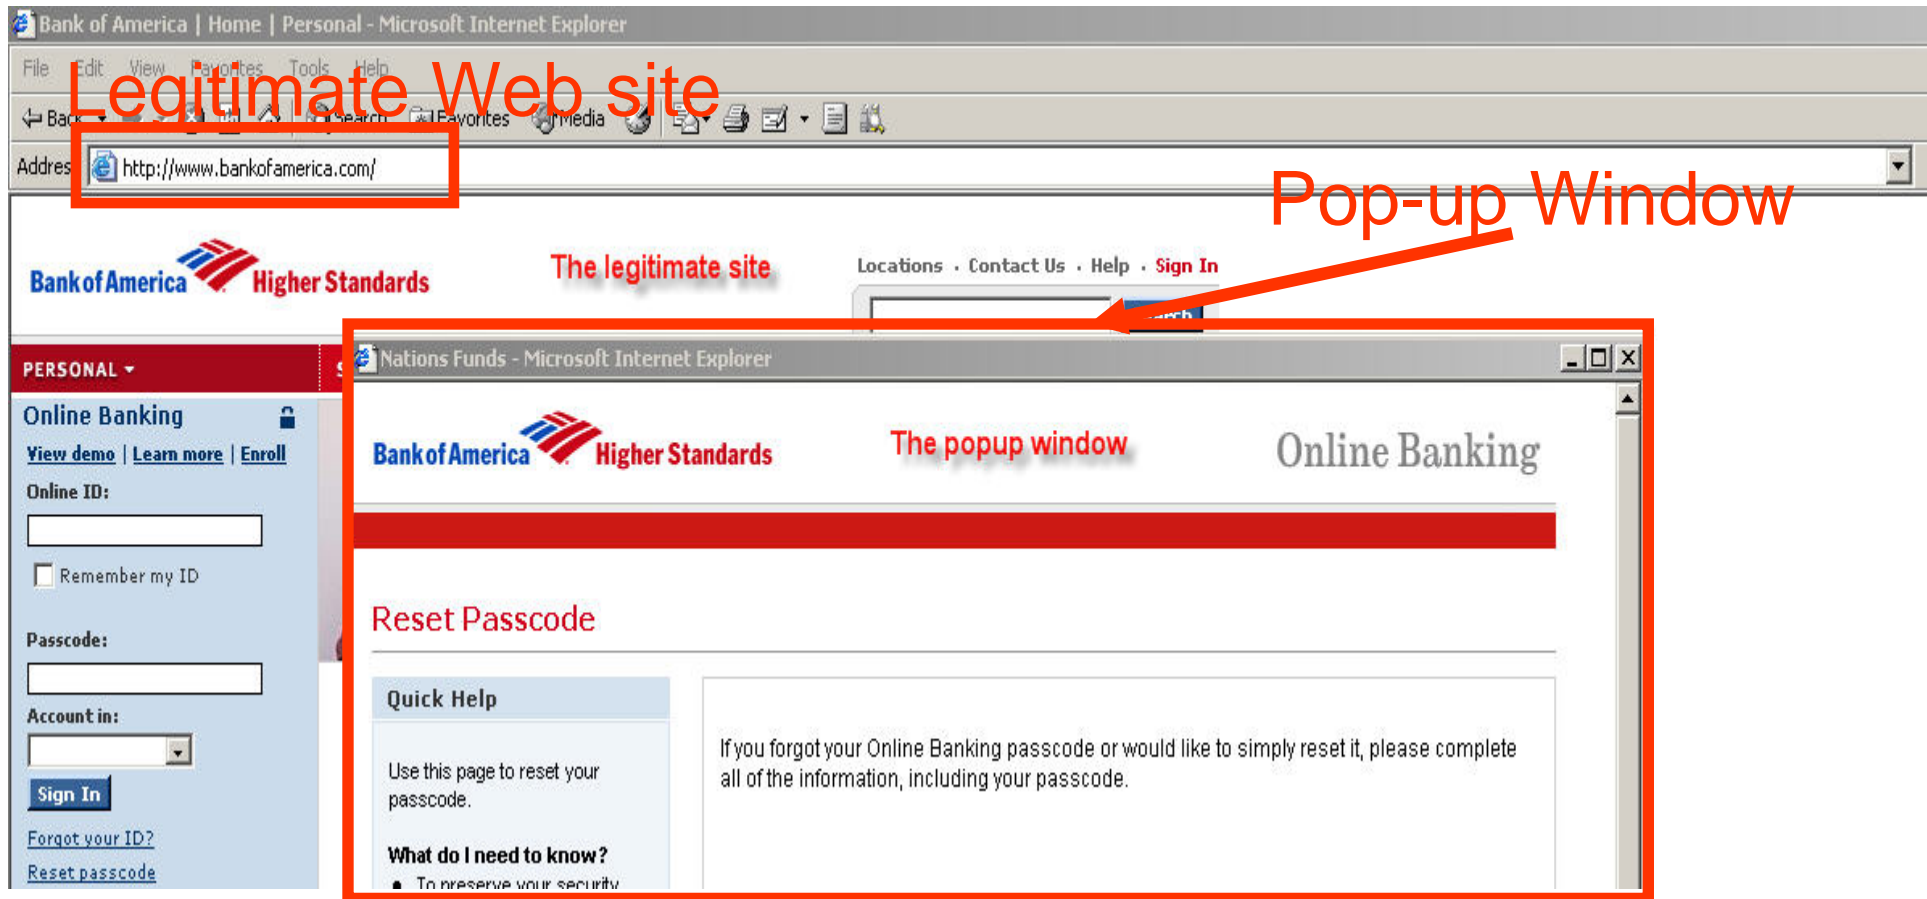 Bank of America | Home | Personal - Microsoft Internet Explorer
File Edit View Favorites Tools Help
Legitimate Web site
Back Search Favorites Media
Address http://www.bankofamerica.com/
Pop-up Window
Bank of America Higher Standards
The legitimate site
Locations · Contact Us · Help · Sign In
Search
PERSONAL
Nations Funds - Microsoft Internet Explorer
Online Banking
View demo | Learn more | Enroll
Online ID:
Remember my ID
Passcode:
Account in:
Sign In
Forgot your ID?
Reset passcode
Bank of America Higher Standards
The popup window
Online Banking
Reset Passcode
Quick Help
Use this page to reset your
passcode.
What do I need to know?
• To preserve your security
If you forgot your Online Banking passcode or would like to simply reset it, please complete
all of the information, including your passcode.